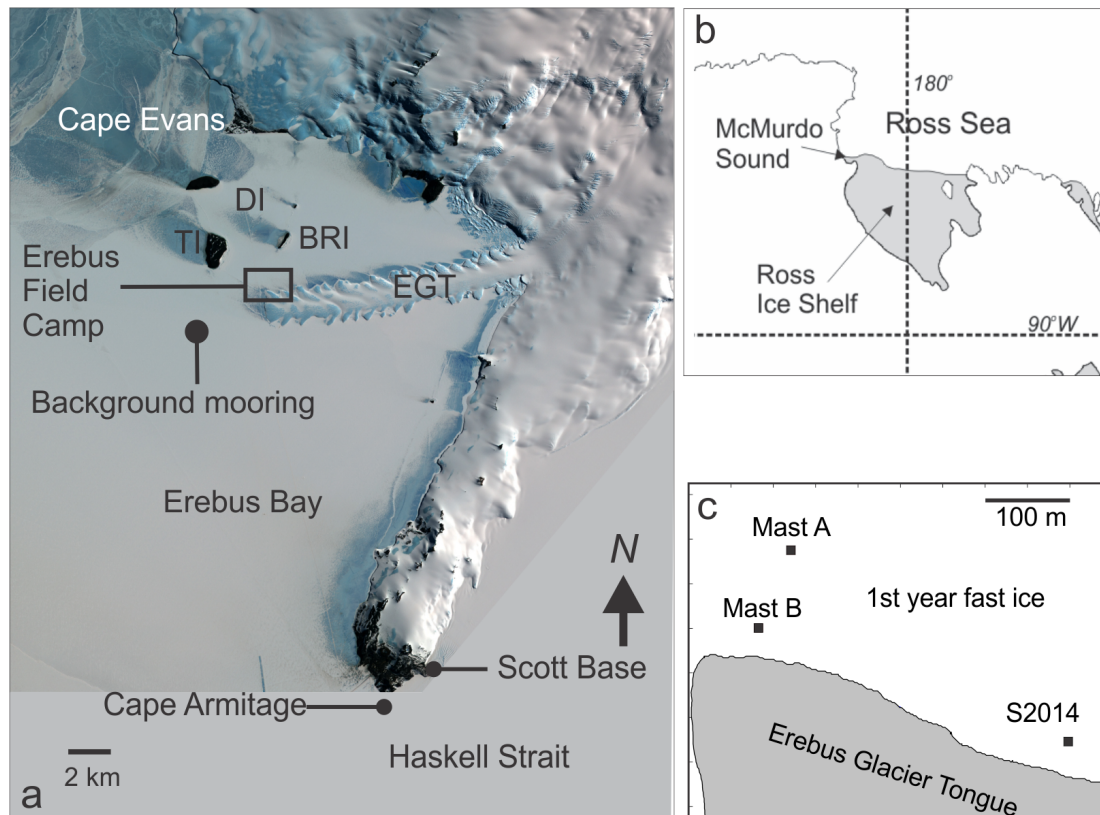 a
Cape Evans
DI
TI
BRI
Erebus
Field
Camp
EGT
Background mooring
Erebus Bay
N
Scott Base
Cape Armitage
Haskell Strait
2 km
b
180°
McMurdo
Sound
Ross Sea
Ross
Ice Shelf
90°W
c
100 m
Mast A
1st year fast ice
Mast B
S2014
Erebus Glacier Tongue